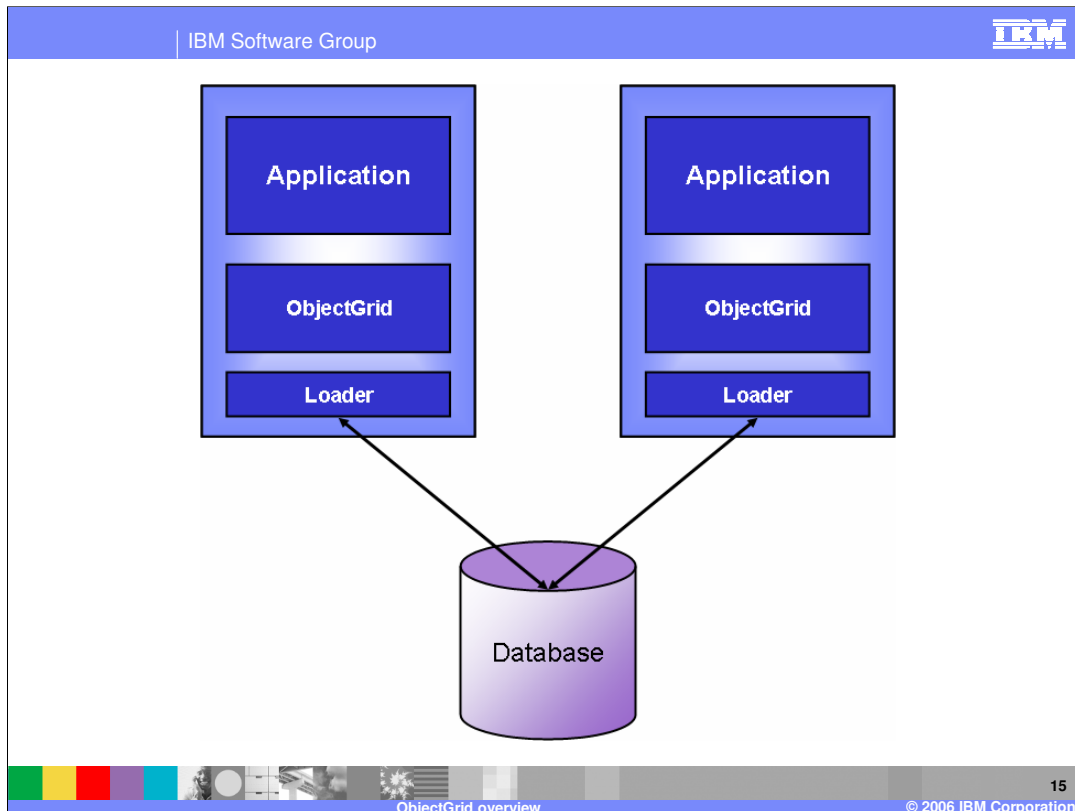 IBM Software Group
IBM
Application
ObjectGrid
Loader
Application
ObjectGrid
Loader
Database
15
ObjectGrid overview
© 2006 IBM Corporation